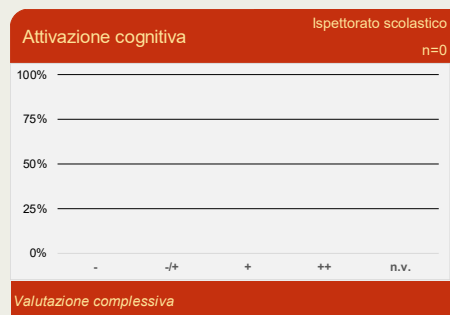 Ispettorato scolastico
Attivazione cognitiva
n=0
100%
75%
50%
25%
0%
- -/+ + ++ n.v.
Valutazione complessiva